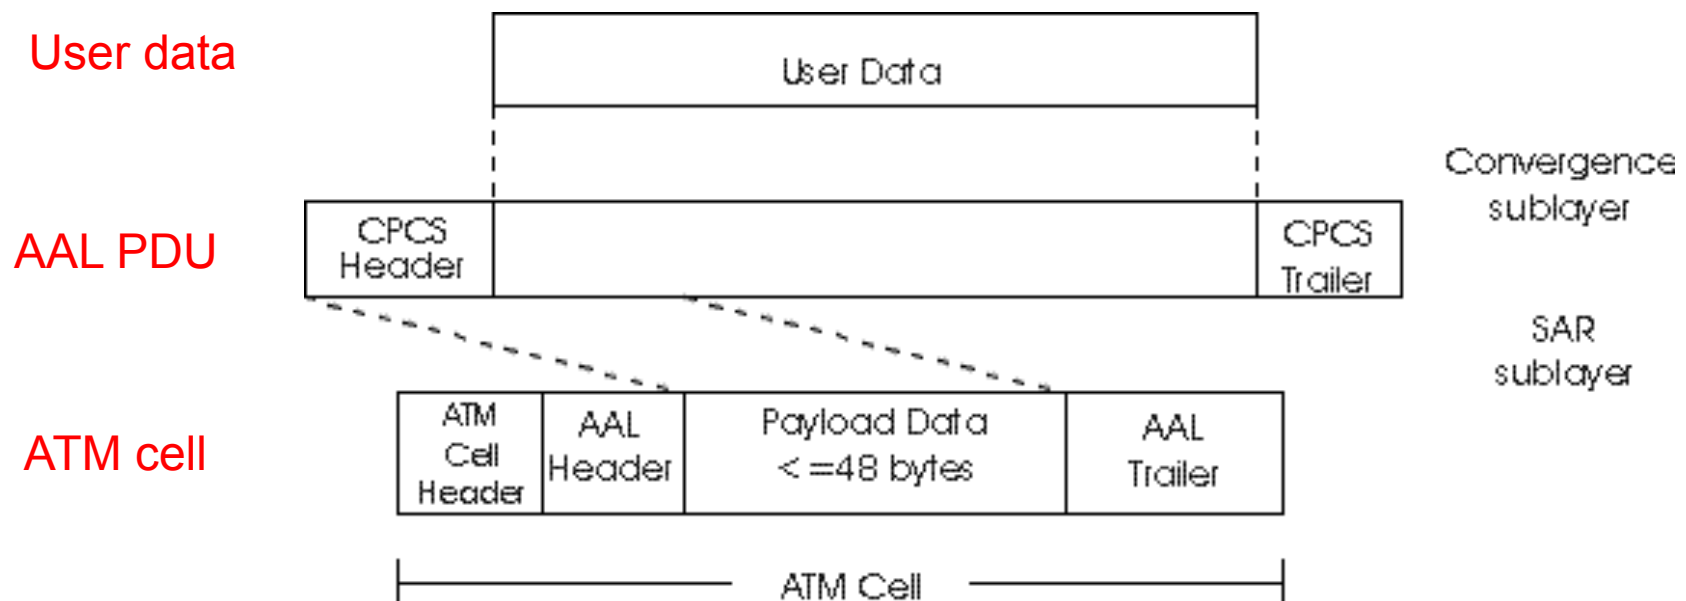 User data
User Data
Convergence
sublayer
AAL PDU
CPCS
Header
CPCS
Trailer
SAR
sublayer
ATM cell
ATM
Cell
Header
AAL
Header
Payload Data
<=48 bytes
AAL
Trailer
ATM Cell